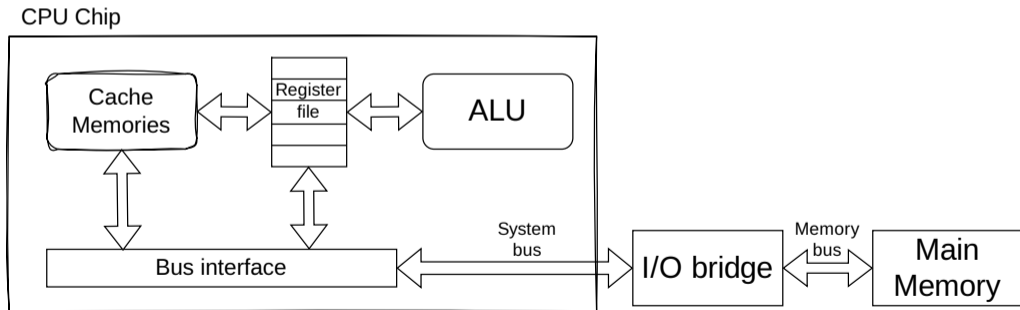 CPU Chip
Cache
Memories
Register
file
ALU
Bus interface
System
bus
I/O bridge
Memory
bus
Main
Memory